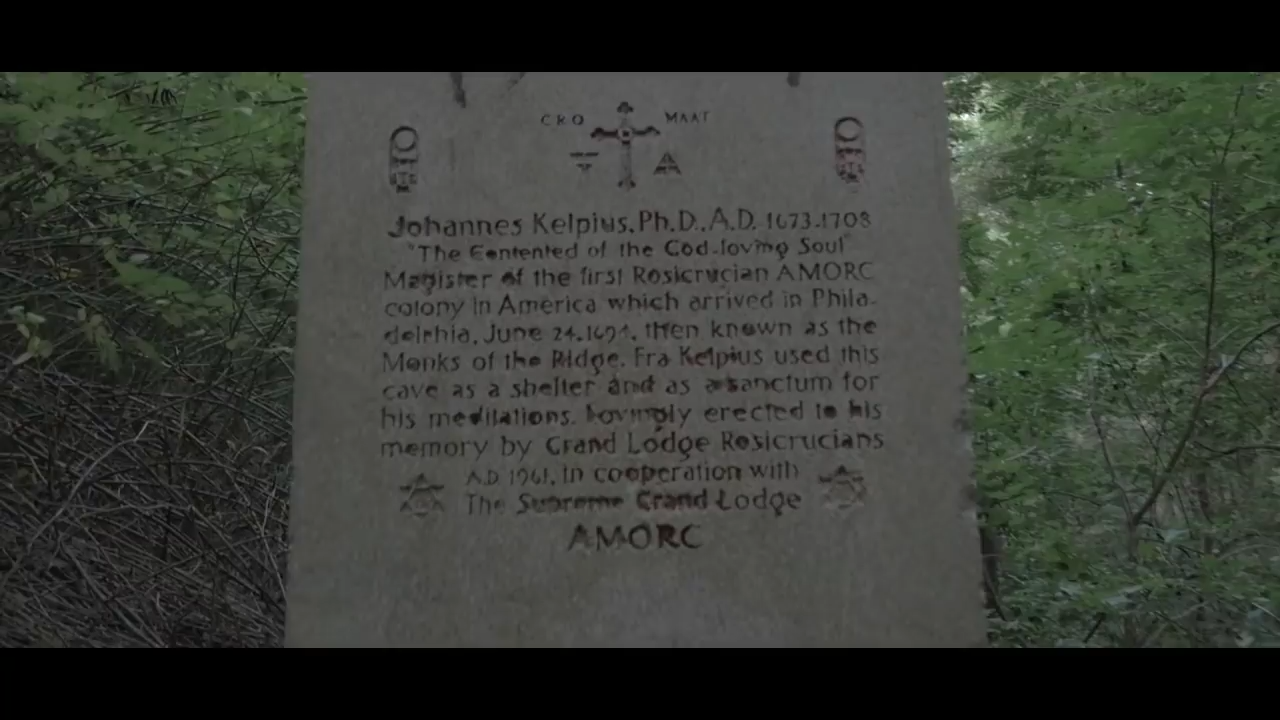 CRO MAAT
Johannes Kelpius, Ph.D., A.D. 1673-1708
"The Contented of the God-loving Soul"
Magister of the first Rosicrucian AMORC
colony in America which arrived in Phila-
delphia, June 24, 1694, then known as the
Monks of the Ridge. Fra Kelpius used this
cave as a shelter and as a sanctum for
his meditations. Lovingly erected to his
memory by Grand Lodge Rosicrucians
A.D. 1961, in cooperation with
The Supreme Grand Lodge
AMORC